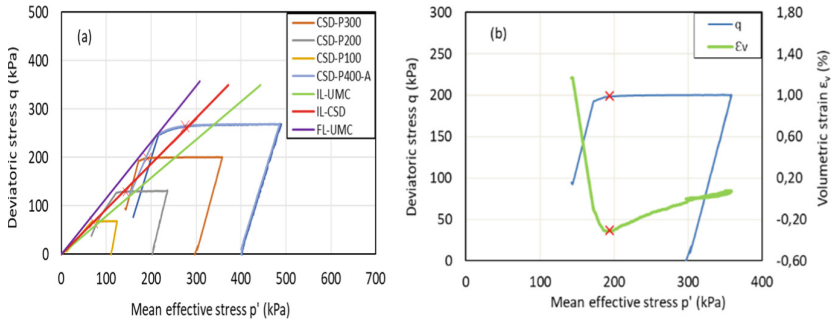 (a)
500
400
300
200
100
0
0 100 200 300 400 500 600 700
Deviatoric stress q (kPa)
Mean effective stress p' (kPa)
CSD-P300
CSD-P200
CSD-P100
CSD-P400-A
IL-UMC
IL-CSD
FL-UMC
(b)
300
250
200
150
100
50
0
0 100 200 300 400
Deviatoric stress q (kPa)
Mean effective stress p' (kPa)
q
εv
1,80
1,40
1,00
0,60
0,20
-0,20
-0,60
Volumetric strain εv (%)